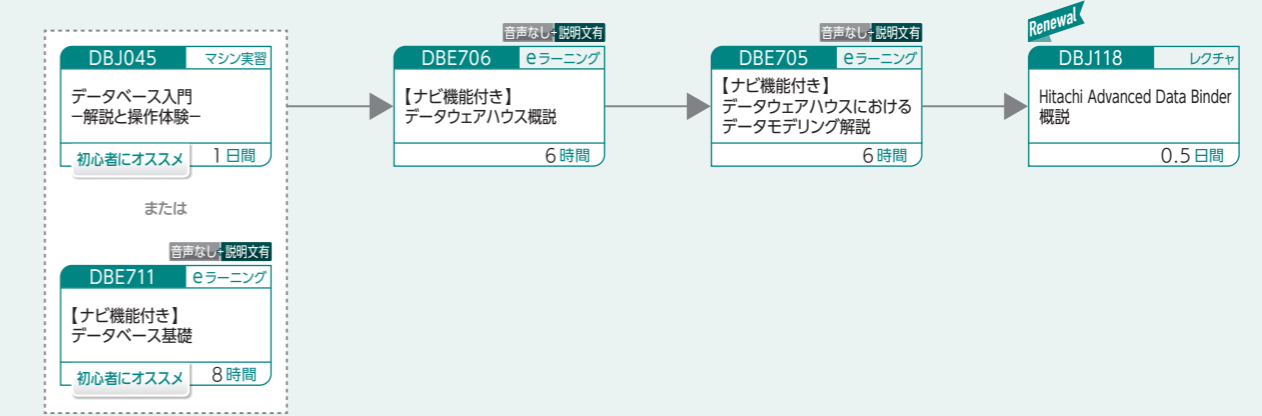 DBJ045 マシン実習
データベース入門
−解説と操作体験−
初心者にオススメ 1日間
または
音声なし+説明文有
DBE711 eラーニング
【ナビ機能付き】
データベース基礎
初心者にオススメ 8時間
音声なし+説明文有
DBE706 eラーニング
【ナビ機能付き】
データウェアハウス概説
6時間
音声なし+説明文有
DBE705 eラーニング
【ナビ機能付き】
データウェアハウスにおける
データモデリング解説
6時間
Renewal
DBJ118 レクチャ
Hitachi Advanced Data Binder
概説
0.5日間